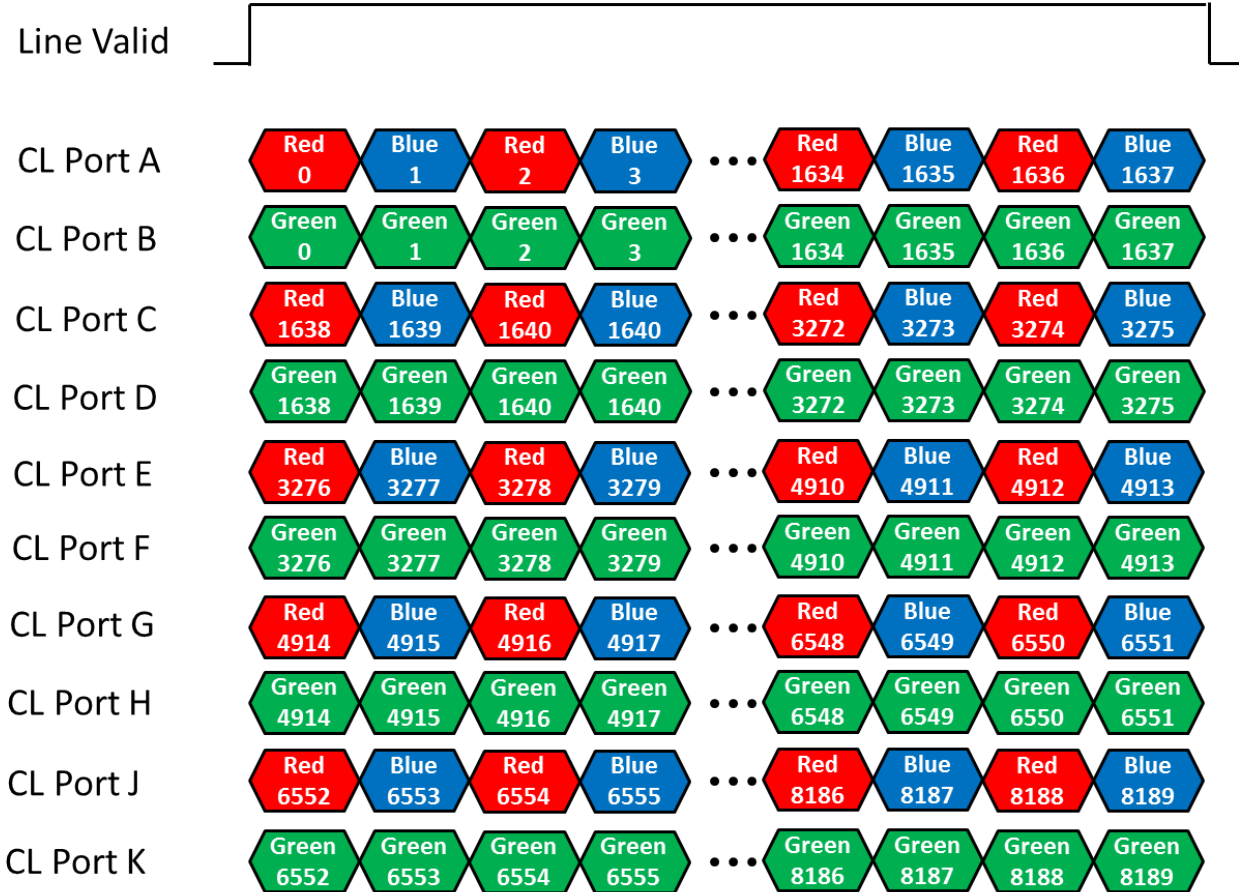 Line Valid
CL Port A
Red Blue Red Blue Red Blue Red Blue
0 1 2 3 ••• 1634 1635 1636 1637
CL Port B
Green Green Green Green Green Green Green Green
0 1 2 3 ••• 1634 1635 1636 1637
CL Port C
Red Blue Red Blue Red Blue Red Blue
1638 1639 1640 1640 ••• 3272 3273 3274 3275
CL Port D
Green Green Green Green Green Green Green Green
1638 1639 1640 1640 ••• 3272 3273 3274 3275
CL Port E
Red Blue Red Blue Red Blue Red Blue
3276 3277 3278 3279 ••• 4910 4911 4912 4913
CL Port F
Green Green Green Green Green Green Green Green
3276 3277 3278 3279 ••• 4910 4911 4912 4913
CL Port G
Red Blue Red Blue Red Blue Red Blue
4914 4915 4916 4917 ••• 6548 6549 6550 6551
CL Port H
Green Green Green Green Green Green Green Green
4914 4915 4916 4917 ••• 6548 6549 6550 6551
CL Port J
Red Blue Red Blue Red Blue Red Blue
6552 6553 6554 6555 ••• 8186 8187 8188 8189
CL Port K
Green Green Green Green Green Green Green Green
6552 6553 6554 6555 ••• 8186 8187 8188 8189